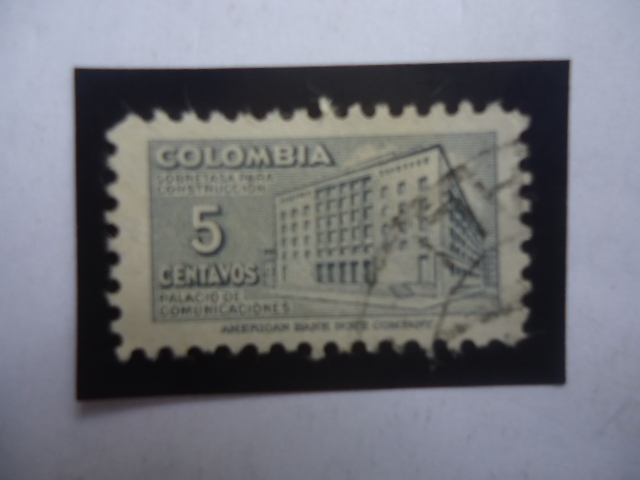 COLOMBIA
SOBRETASA PARA
CONSTRUCCION
5
CENTAVOS
PALACIO DE
COMUNICACIONES
AMERICAN BANK NOTE COMPANY